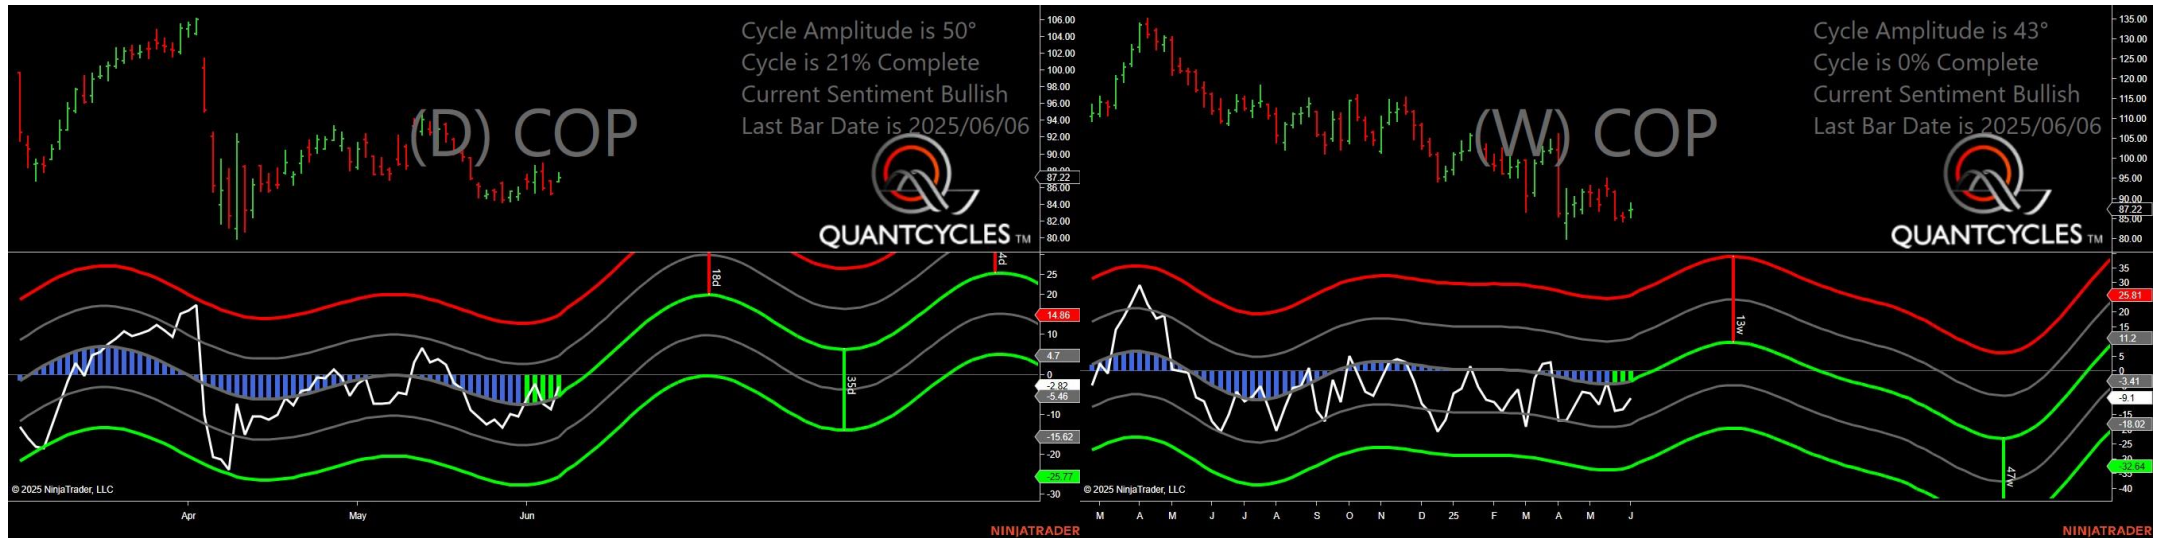 Cycle Amplitude is 50°
Cycle is 21% Complete
Current Sentiment Bullish
Last Bar Date is 2025/06/06
(D) COP
QUANTCYCLES TM
106.00
104.00
102.00
100.00
98.00
96.00
94.00
92.00
90.00
87.22
86.00
84.00
82.00
80.00
18d
4d
35d
25
20
14.86
10
4.7
0
-2.82
-5.46
-10
-15.62
-20
-25.77
-30
© 2025 NinjaTrader, LLC
Apr May Jun
NINJATRADER
Cycle Amplitude is 43°
Cycle is 0% Complete
Current Sentiment Bullish
Last Bar Date is 2025/06/06
(W) COP
QUANTCYCLES TM
135.00
130.00
125.00
120.00
115.00
110.00
105.00
100.00
95.00
90.00
87.22
85.00
80.00
13w
47w
35
30
25.81
20
15
11.2
5
0
-3.41
-9.1
-15
-18.02
-25
-32.64
-40
© 2025 NinjaTrader, LLC
M A M J J A S O N D 25 F M A M J
NINJATRADER